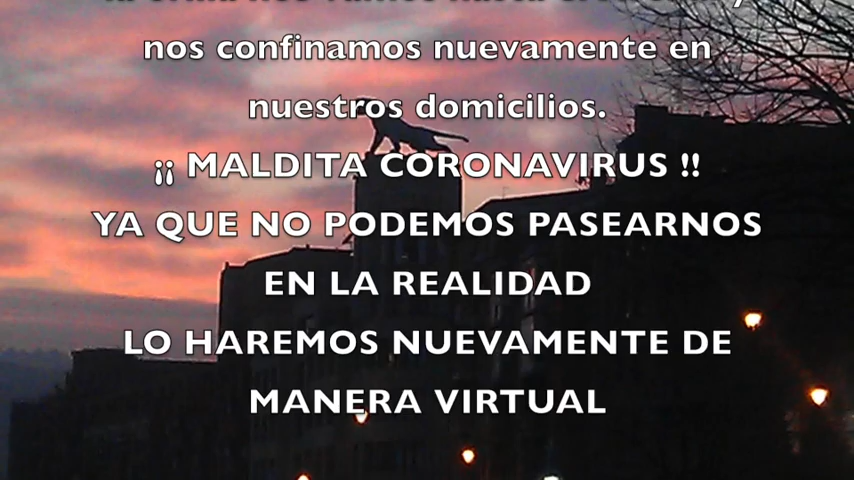 nos confinamos nuevamente en
nuestros domicilios.
¡¡ MALDITA CORONAVIRUS !!
YA QUE NO PODEMOS PASEARNOS
EN LA REALIDAD
LO HAREMOS NUEVAMENTE DE
MANERA VIRTUAL